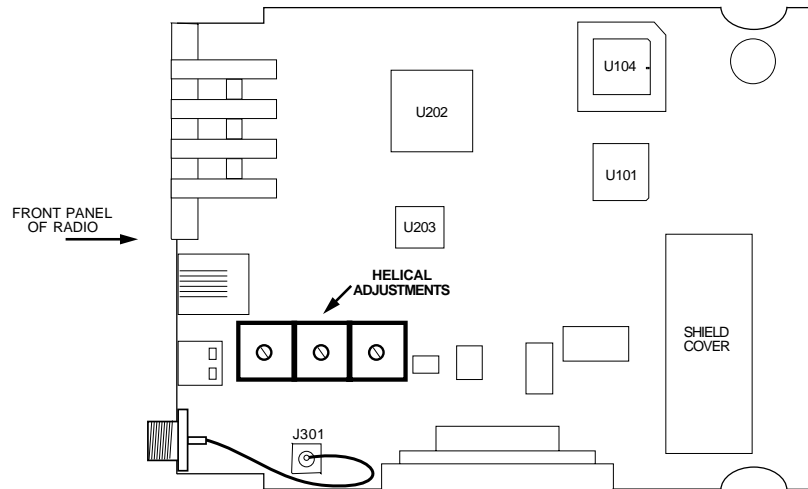 U104
U202
U101
FRONT PANEL
OF RADIO
U203
HELICAL
ADJUSTMENTS
SHIELD
COVER
J301